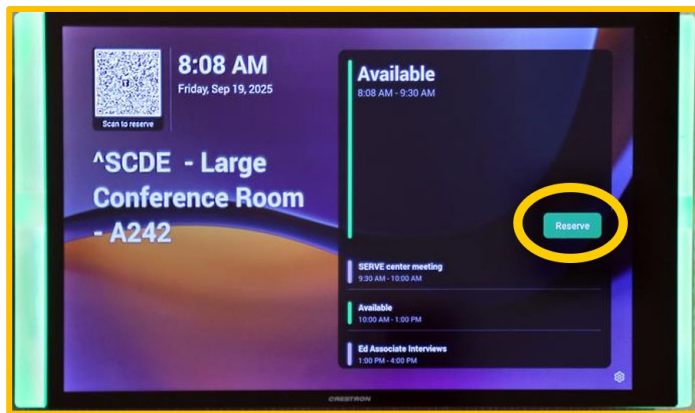 8:08 AM
Friday, Sep 19, 2025
Scan to reserve
^SCDE - Large
Conference Room
- A242
Available
8:08 AM - 9:30 AM
Reserve
SERVE center meeting
9:30 AM - 10:00 AM
Available
10:00 AM - 1:00 PM
Ed Associate Interviews
1:00 PM - 4:00 PM
CRESTRON